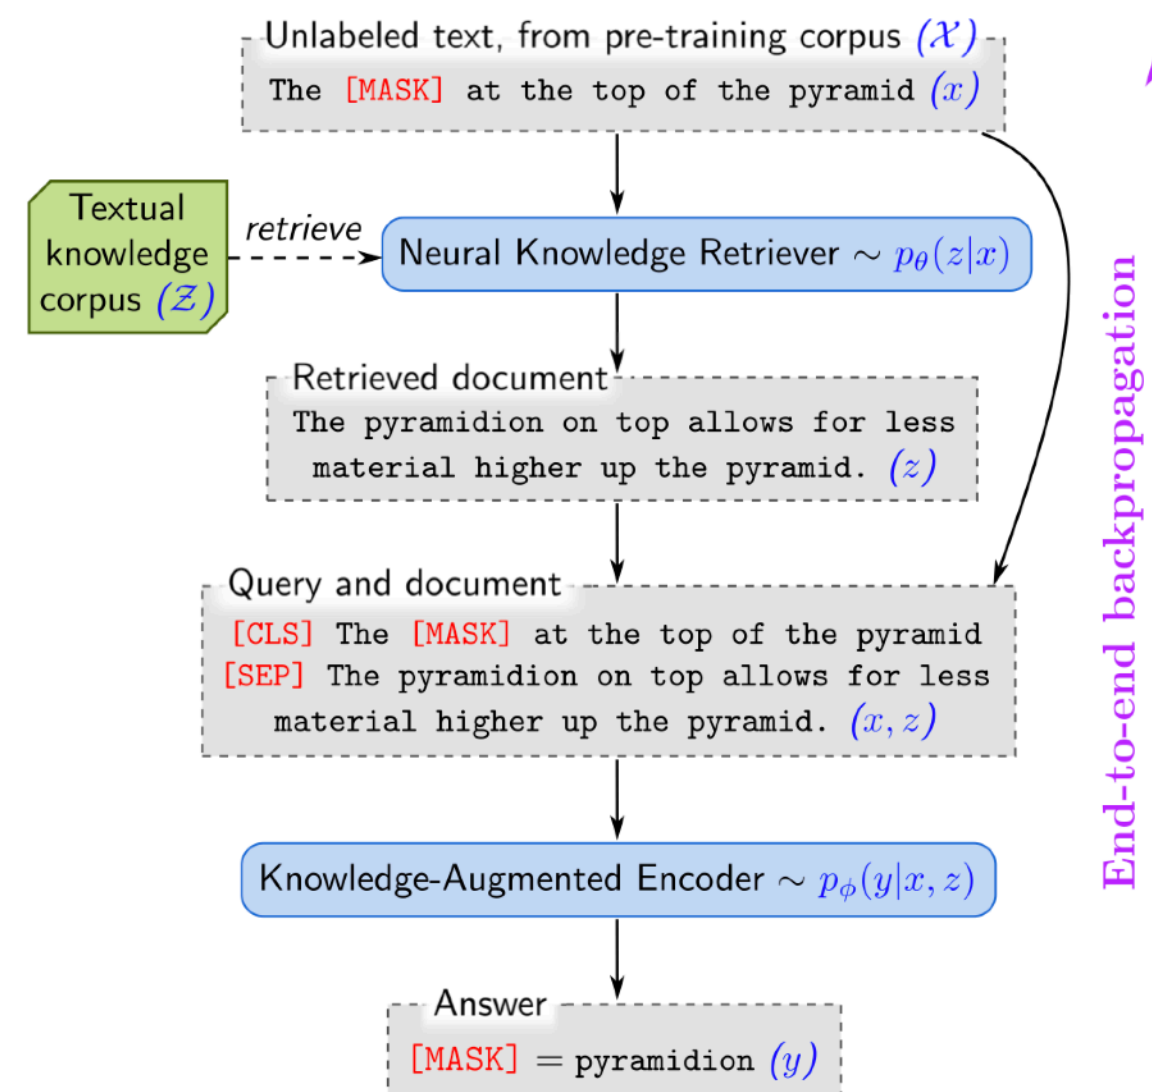 Unlabeled text, from pre-training corpus (𝒳)
The [MASK] at the top of the pyramid (x)
Textual
knowledge
corpus (𝒵)
retrieve
Neural Knowledge Retriever ∼ pθ(z|x)
Retrieved document
The pyramidion on top allows for less
material higher up the pyramid. (z)
Query and document
[CLS] The [MASK] at the top of the pyramid
[SEP] The pyramidion on top allows for less
material higher up the pyramid. (x, z)
Knowledge-Augmented Encoder ∼ pϕ(y|x, z)
Answer
[MASK] = pyramidion (y)
End-to-end backpropagation